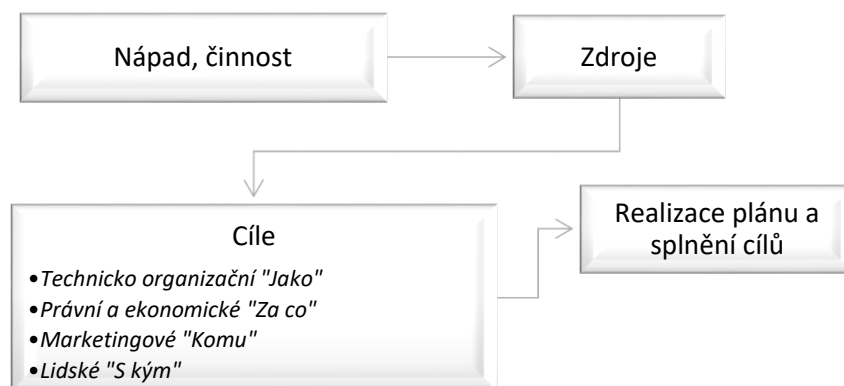 Nápad, činnost
Zdroje
Cíle
•Technicko organizační "Jako"
•Právní a ekonomické "Za co"
•Marketingové "Komu"
•Lidské "S kým"
Realizace plánu a
splnění cílů